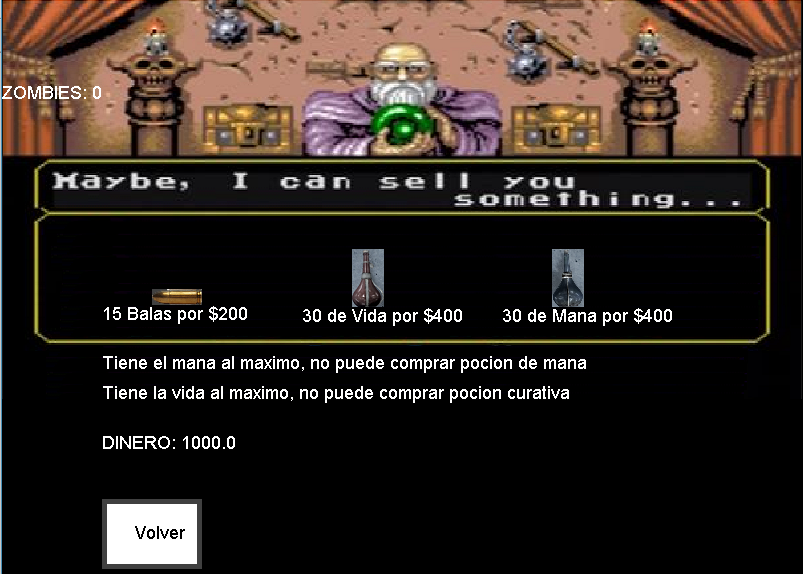 ZOMBIES: 0
Maybe, I can sell you
something...
15 Balas por $200
30 de Vida por $400
30 de Mana por $400
Tiene el mana al maximo, no puede comprar pocion de mana
Tiene la vida al maximo, no puede comprar pocion curativa
DINERO: 1000.0
Volver